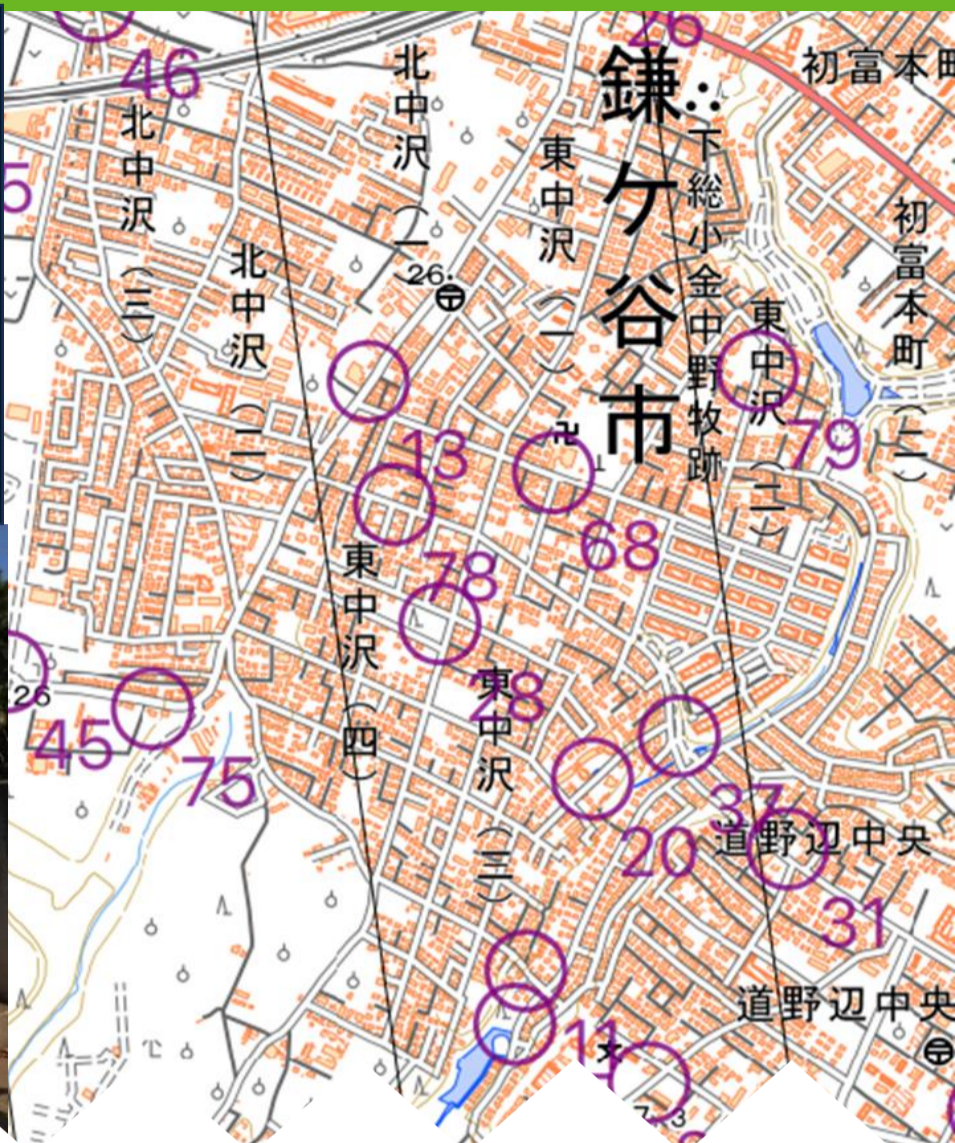 26
初富本町
46
北中沢(三)
北中沢(一)
東中沢(一)
鎌ケ谷市
下総小金中野牧跡
初富本町(二)
5
北中沢(二)
26.
東中沢(二)
79
13
68
78
東中沢(四)
28
東中沢(三)
26
45
75
37
20
道野辺中央
31
道野辺中央
11